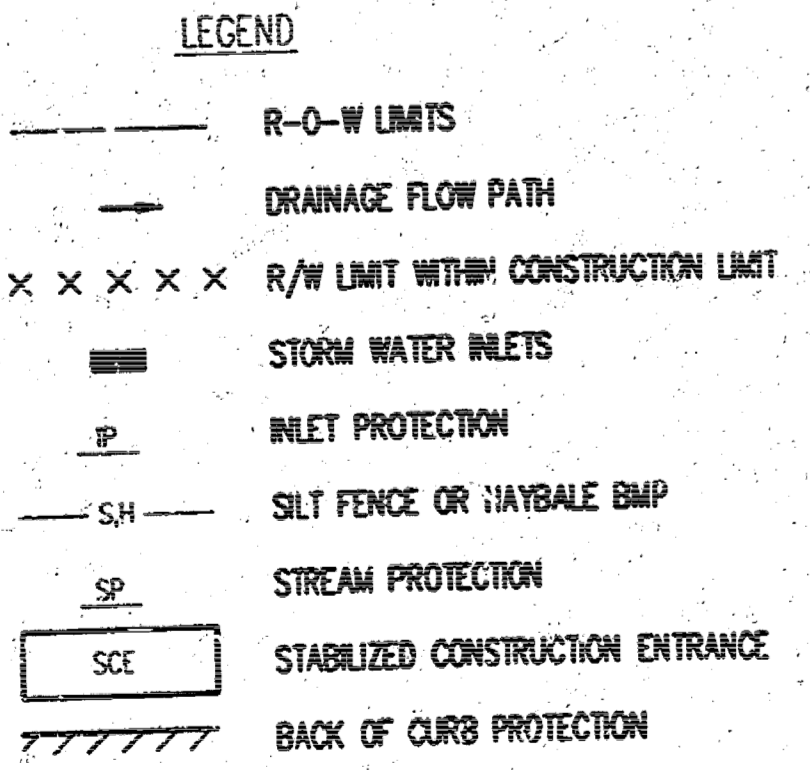 LEGEND
R-O-W LIMITS
DRAINAGE FLOW PATH
X X X X X R/W LIMIT WITHIN CONSTRUCTION LIMIT
STORM WATER INLETS
IP INLET PROTECTION
S,H SILT FENCE OR HAYBALE BMP
SP STREAM PROTECTION
SCE STABILIZED CONSTRUCTION ENTRANCE
BACK OF CURB PROTECTION